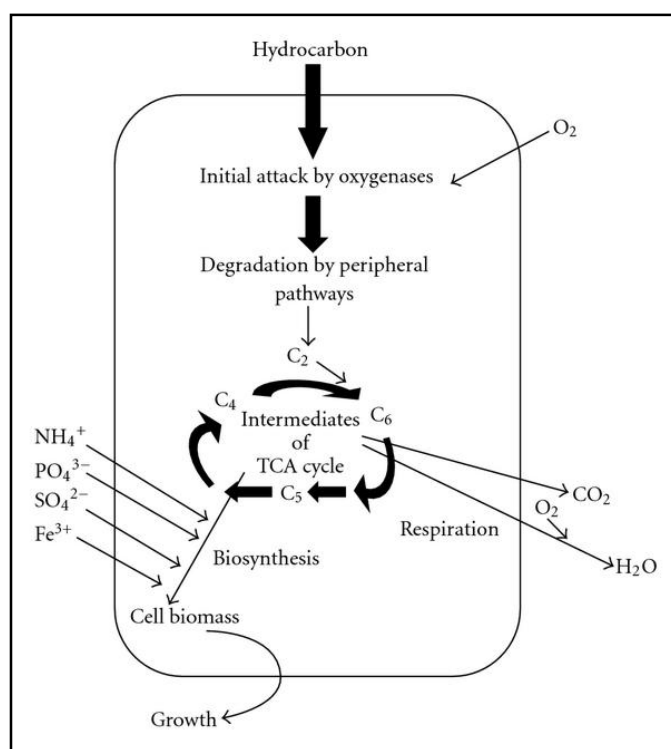 Hydrocarbon
O₂
Initial attack by oxygenases
Degradation by peripheral
pathways
C₂
C₄
C₆
Intermediates
of
TCA cycle
C₅
NH₄⁺
PO₄³⁻
SO₄²⁻
Fe³⁺
CO₂
O₂
Respiration
H₂O
Biosynthesis
Cell biomass
Growth